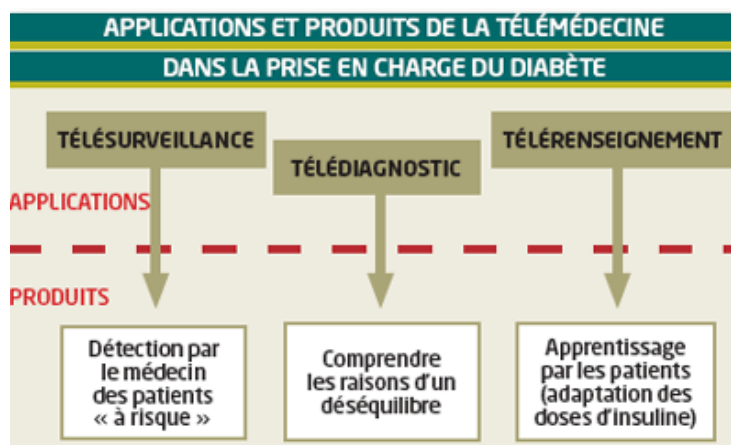 APPLICATIONS ET PRODUITS DE LA TÉLÉMÉDECINE
DANS LA PRISE EN CHARGE DU DIABÈTE
TÉLÉSURVEILLANCE
TÉLÉDIAGNOSTIC
TÉLÉRENSEIGNEMENT
APPLICATIONS
PRODUITS
Détection par
le médecin
des patients
« à risque »
Comprendre
les raisons d'un
déséquilibre
Apprentissage
par les patients
(adaptation des
doses d'insuline)